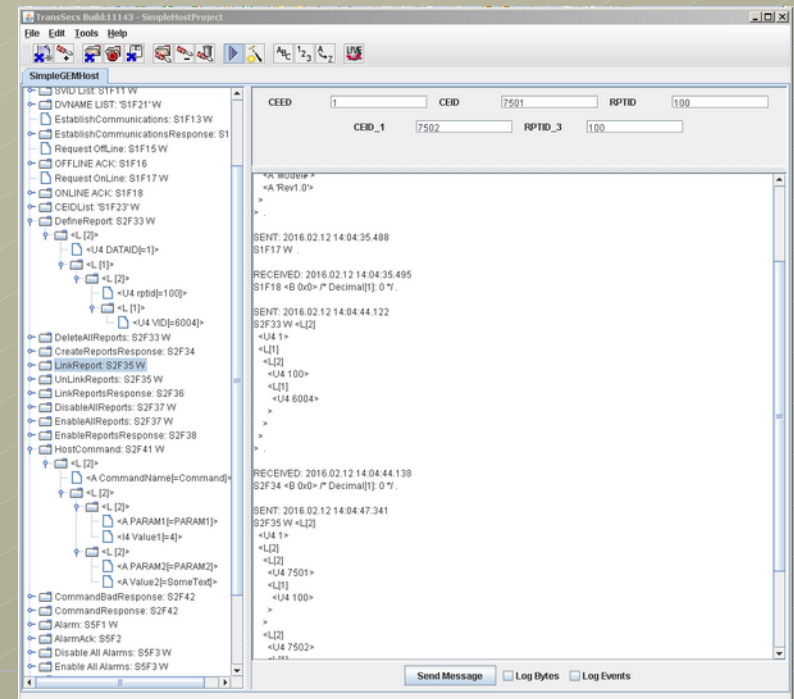 TransSecs Build:11143 - SimpleHostProject
File Edit Tools Help
SimpleGEMHost
SVID List: S1F11 W
DVNAME LIST: 'S1F21' W
EstablishCommunications: S1F13 W
EstablishCommunicationsResponse: S1
Request OffLine: S1F15 W
OFFLINE ACK: S1F16
Request OnLine: S1F17 W
ONLINE ACK: S1F18
CEIDList: 'S1F23' W
DefineReport: S2F33 W
<L [2]>
<U4 DATAID[=1]>
<L [1]>
<L [2]>
<U4 rptid[=100]>
<L [1]>
<U4 VID[=6004]>
DeleteAllReports: S2F33 W
CreateReportsResponse: S2F34
LinkReport: S2F35 W
UnLinkReports: S2F35 W
LinkReportsResponse: S2F36
DisableAllReports: S2F37 W
EnableAllReports: S2F37 W
EnableReportsResponse: S2F38
HostCommand: S2F41 W
<L [2]>
<A CommandName[=Command]>
<L [2]>
<L [2]>
<A PARAM1[=PARAM1]>
<I4 Value1[=4]>
<L [2]>
<A PARAM2[=PARAM2]>
<A Value2[=SomeText]>
CommandBadResponse: S2F42
CommandResponse: S2F42
Alarm: S5F1 W
AlarmAck: S5F2
Disable All Alarms: S5F3 W
Enable All Alarms: S5F3 W
CEED 1 CEID 7501 RPTID 100
CEID_1 7502 RPTID_3 100
<A 'Rev1.0'>
>
> .
SENT: 2016.02.12 14:04:35.488
S1F17 W .
RECEIVED: 2016.02.12 14:04:35.495
S1F18 <B 0x0> /* Decimal[1]: 0 */ .
SENT: 2016.02.12 14:04:44.122
S2F33 W <L[2]
<U4 1>
<L[1]
<L[2]
<U4 100>
<L[1]
<U4 6004>
>
>
>
> .
RECEIVED: 2016.02.12 14:04:44.138
S2F34 <B 0x0> /* Decimal[1]: 0 */ .
SENT: 2016.02.12 14:04:47.341
S2F35 W <L[2]
<U4 1>
<L[2]
<L[2]
<U4 7501>
<L[1]
<U4 100>
>
>
<L[2]
<U4 7502>
Send Message Log Bytes Log Events